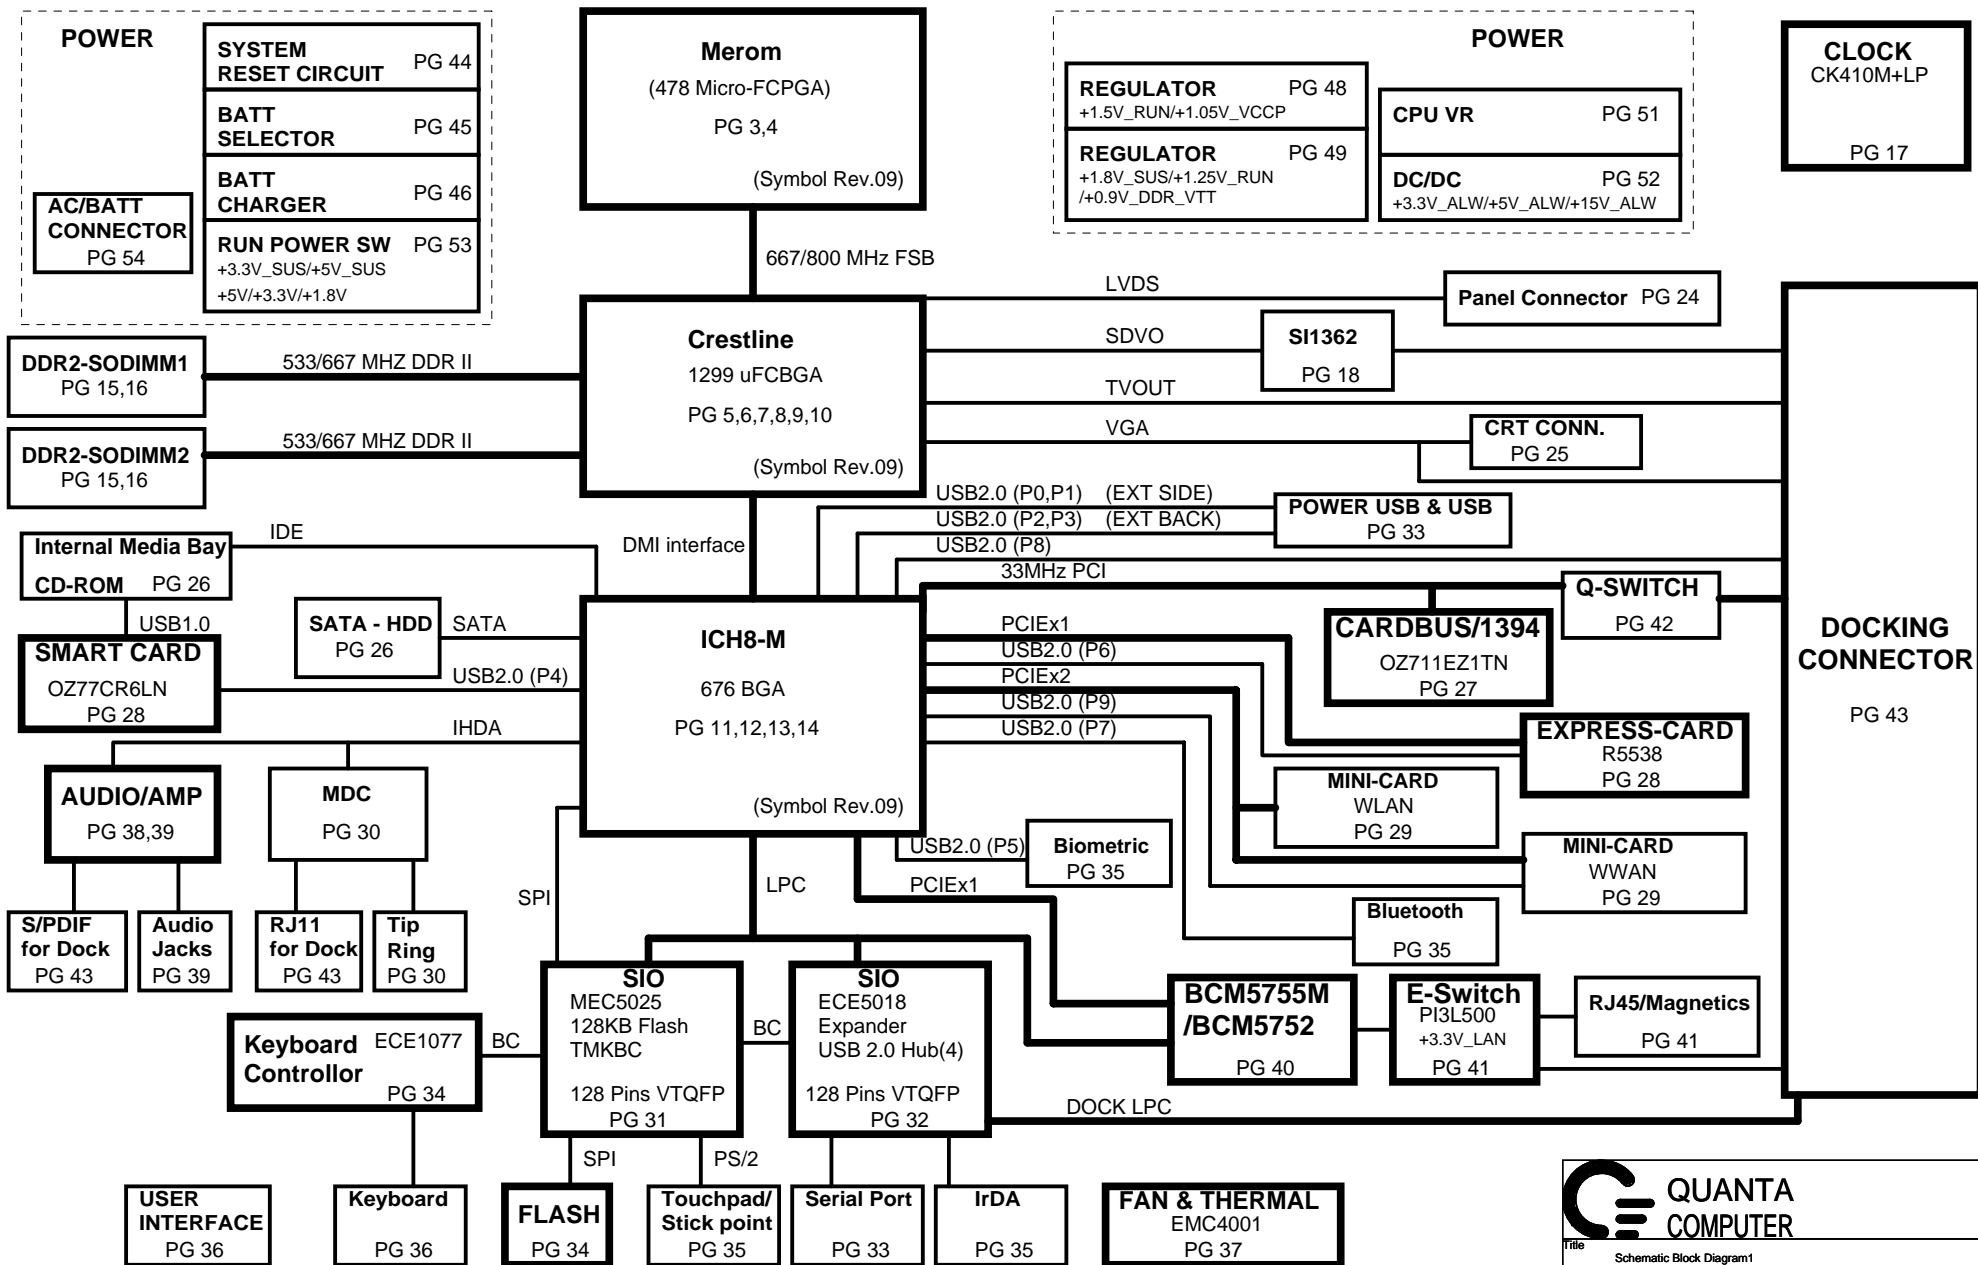 POWER
SYSTEM
RESET CIRCUIT
PG 44
BATT
SELECTOR
PG 45
BATT
CHARGER
PG 46
RUN POWER SW
PG 53
+3.3V_SUS/+5V_SUS
+5V/+3.3V/+1.8V
AC/BATT
CONNECTOR
PG 54
Merom
(478 Micro-FCPGA)
PG 3,4
(Symbol Rev.09)
POWER
REGULATOR
PG 48
+1.5V_RUN/+1.05V_VCCP
REGULATOR
PG 49
+1.8V_SUS/+1.25V_RUN
/+0.9V_DDR_VTT
CPU VR
PG 51
DC/DC
PG 52
+3.3V_ALW/+5V_ALW/+15V_ALW
CLOCK
CK410M+LP
PG 17
667/800 MHz FSB
DDR2-SODIMM1
PG 15,16
533/667 MHZ DDR II
DDR2-SODIMM2
PG 15,16
533/667 MHZ DDR II
Crestline
1299 uFCBGA
PG 5,6,7,8,9,10
(Symbol Rev.09)
LVDS
Panel Connector PG 24
SDVO
SI1362
PG 18
TVOUT
VGA
CRT CONN.
PG 25
USB2.0 (P0,P1) (EXT SIDE)
USB2.0 (P2,P3) (EXT BACK)
POWER USB & USB
PG 33
USB2.0 (P8)
33MHz PCI
DMI interface
Internal Media Bay
CD-ROM PG 26
IDE
USB1.0
SATA - HDD
PG 26
SATA
SMART CARD
OZ77CR6LN
PG 28
USB2.0 (P4)
IHDA
ICH8-M
676 BGA
PG 11,12,13,14
(Symbol Rev.09)
PCIEx1
USB2.0 (P6)
PCIEx2
USB2.0 (P9)
USB2.0 (P7)
CARDBUS/1394
OZ711EZ1TN
PG 27
Q-SWITCH
PG 42
DOCKING
CONNECTOR
PG 43
EXPRESS-CARD
R5538
PG 28
MINI-CARD
WLAN
PG 29
MINI-CARD
WWAN
PG 29
AUDIO/AMP
PG 38,39
MDC
PG 30
S/PDIF
for Dock
PG 43
Audio
Jacks
PG 39
RJ11
for Dock
PG 43
Tip
Ring
PG 30
SPI
LPC
USB2.0 (P5)
Biometric
PG 35
PCIEx1
Bluetooth
PG 35
SIO
MEC5025
128KB Flash
TMKBC
128 Pins VTQFP
PG 31
BC
SIO
ECE5018
Expander
USB 2.0 Hub(4)
128 Pins VTQFP
PG 32
BCM5755M
/BCM5752
PG 40
E-Switch
PI3L500
+3.3V_LAN
PG 41
RJ45/Magnetics
PG 41
Keyboard
Controllor
ECE1077
PG 34
BC
DOCK LPC
SPI
PS/2
USER
INTERFACE
PG 36
Keyboard
PG 36
FLASH
PG 34
Touchpad/
Stick point
PG 35
Serial Port
PG 33
IrDA
PG 35
FAN & THERMAL
EMC4001
PG 37
QUANTA
COMPUTER
Title
Schematic Block Diagram1